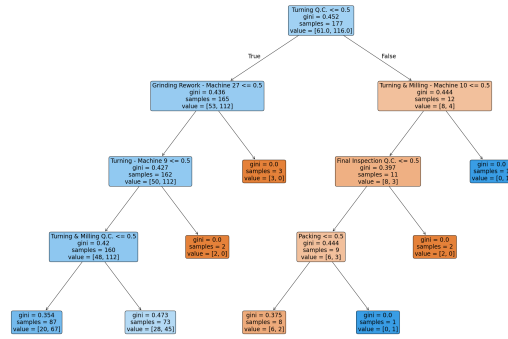 Turning Q.C. <= 0.5
gini = 0.452
samples = 177
value = [61.0, 116.0]
True
False
Grinding Rework - Machine 27 <= 0.5
gini = 0.436
samples = 165
value = [53, 112]
Turning & Milling - Machine 10 <= 0.5
gini = 0.444
samples = 12
value = [8, 4]
Turning - Machine 9 <= 0.5
gini = 0.427
samples = 162
value = [50, 112]
gini = 0.0
samples = 3
value = [3, 0]
Final Inspection Q.C. <= 0.5
gini = 0.397
samples = 11
value = [8, 3]
gini = 0.0
samples =
value = [0,
Turning & Milling Q.C. <= 0.5
gini = 0.42
samples = 160
value = [48, 112]
gini = 0.0
samples = 2
value = [2, 0]
Packing <= 0.5
gini = 0.444
samples = 9
value = [6, 3]
gini = 0.0
samples = 2
value = [2, 0]
gini = 0.354
samples = 87
value = [20, 67]
gini = 0.473
samples = 73
value = [28, 45]
gini = 0.375
samples = 8
value = [6, 2]
gini = 0.0
samples = 1
value = [0, 1]